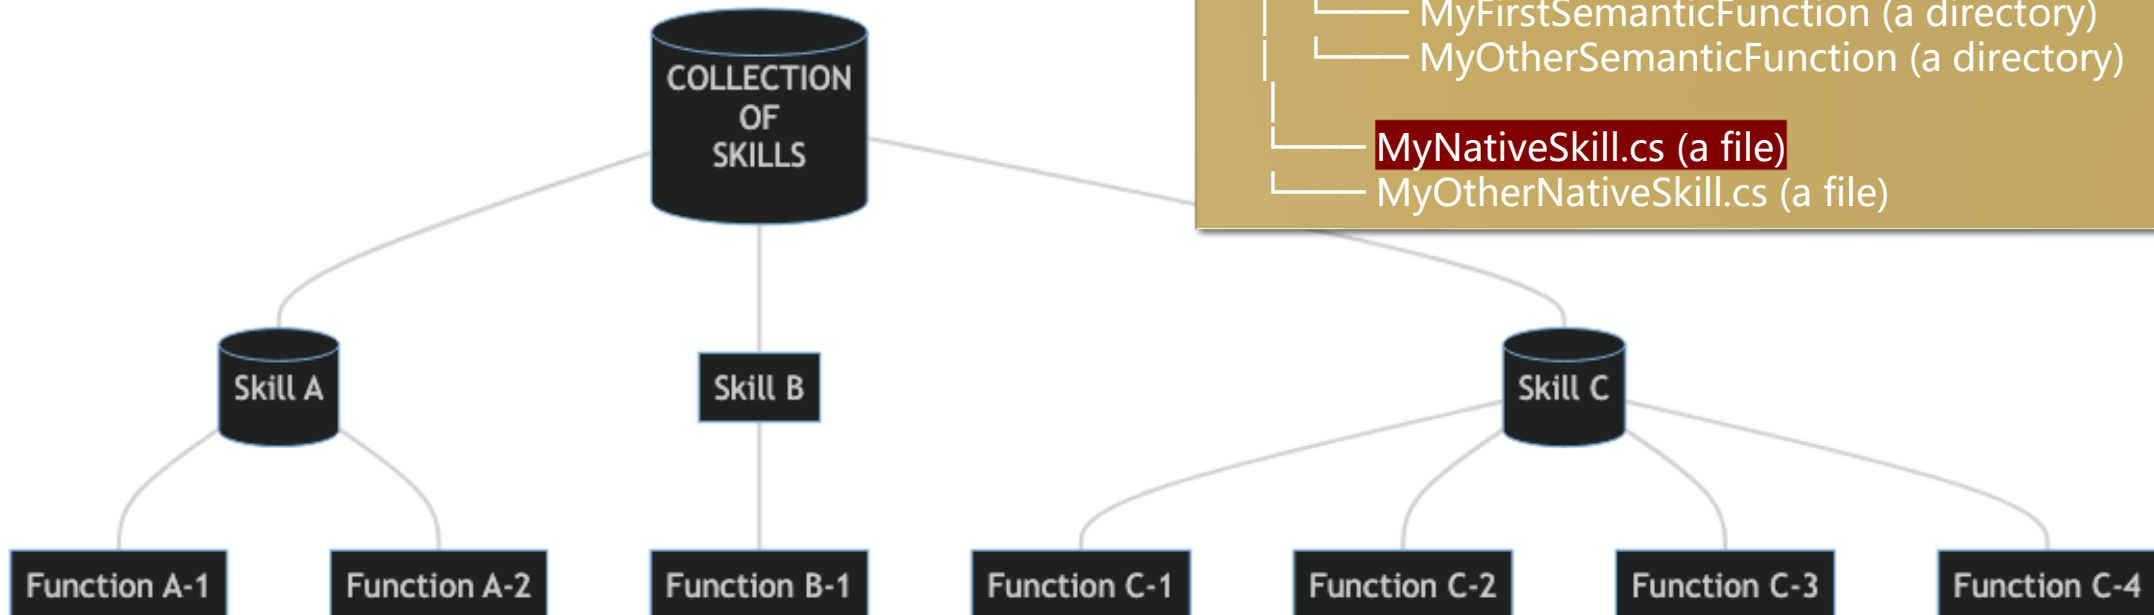 MyFirstSemanticFunction (a directory)
MyOtherSemanticFunction (a directory)
MyNativeSkill.cs (a file)
MyOtherNativeSkill.cs (a file)
COLLECTION
OF
SKILLS
Skill A
Skill B
Skill C
Function A-1
Function A-2
Function B-1
Function C-1
Function C-2
Function C-3
Function C-4